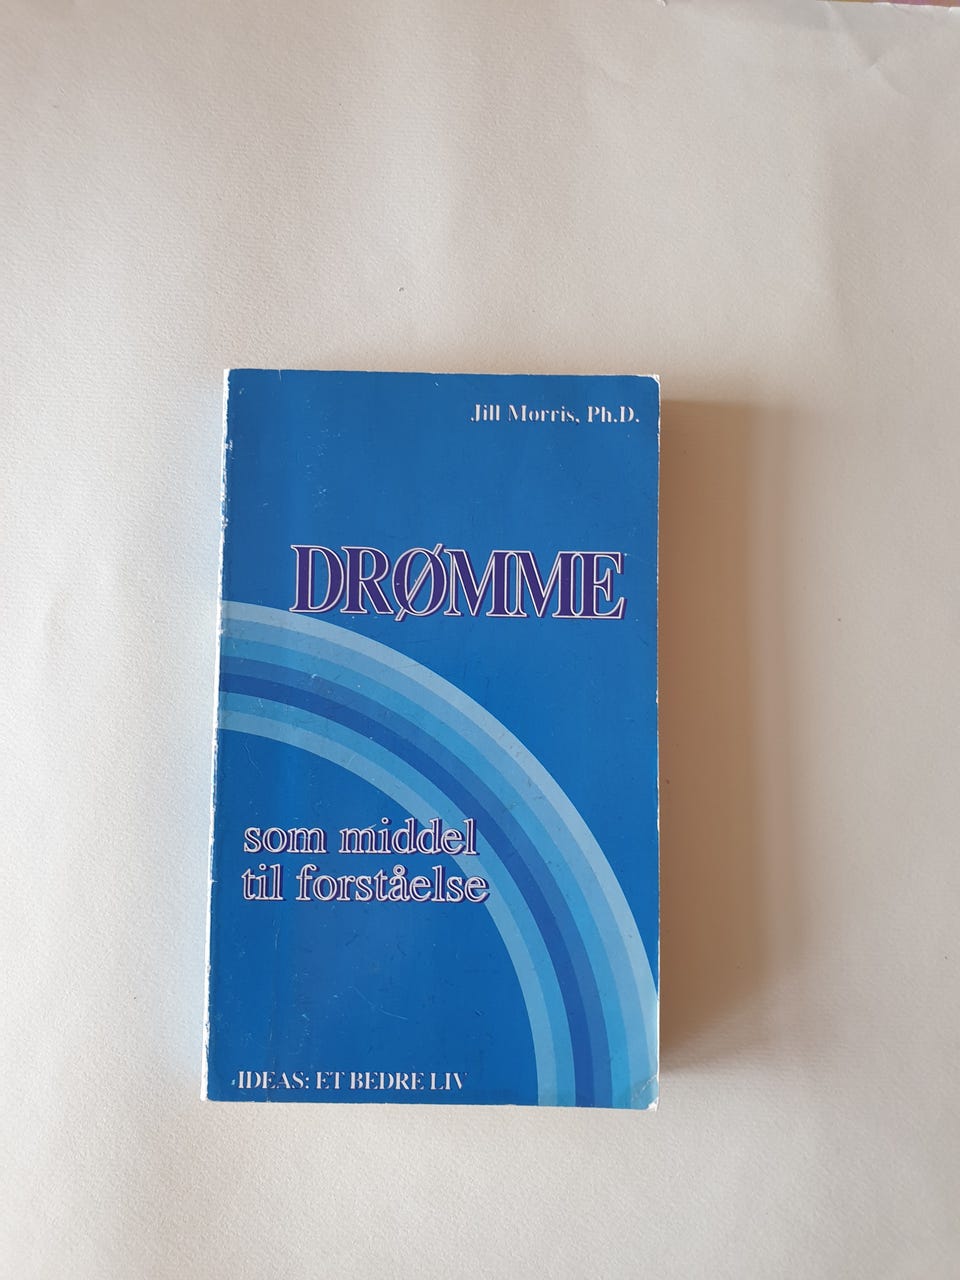 Jill Morris, Ph.D.
DRØMME
som middel
til forståelse
IDEAS: ET BEDRE LIV